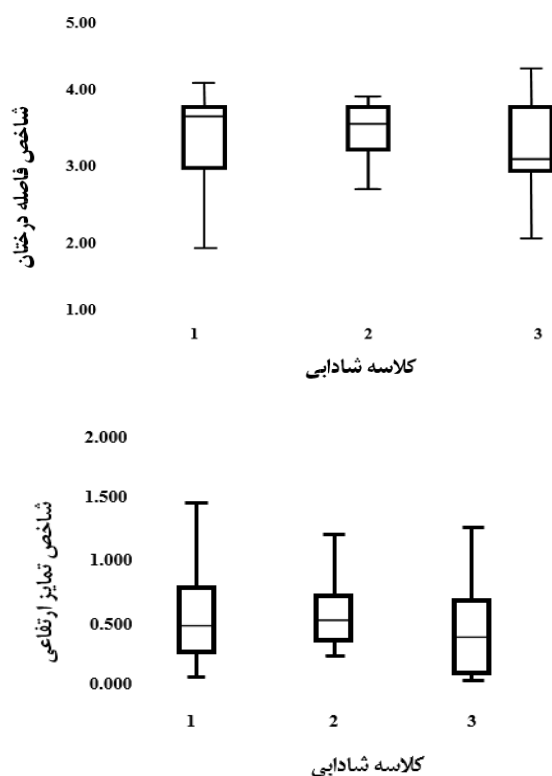 5.00
4.00
3.00
2.00
1.00
شاخص فاصله درختان
1 2 3
کلاسه شادابی
2.000
1.500
1.000
0.500
0.000
شاخص تمایز ارتفاعی
1 2 3
کلاسه شادابی